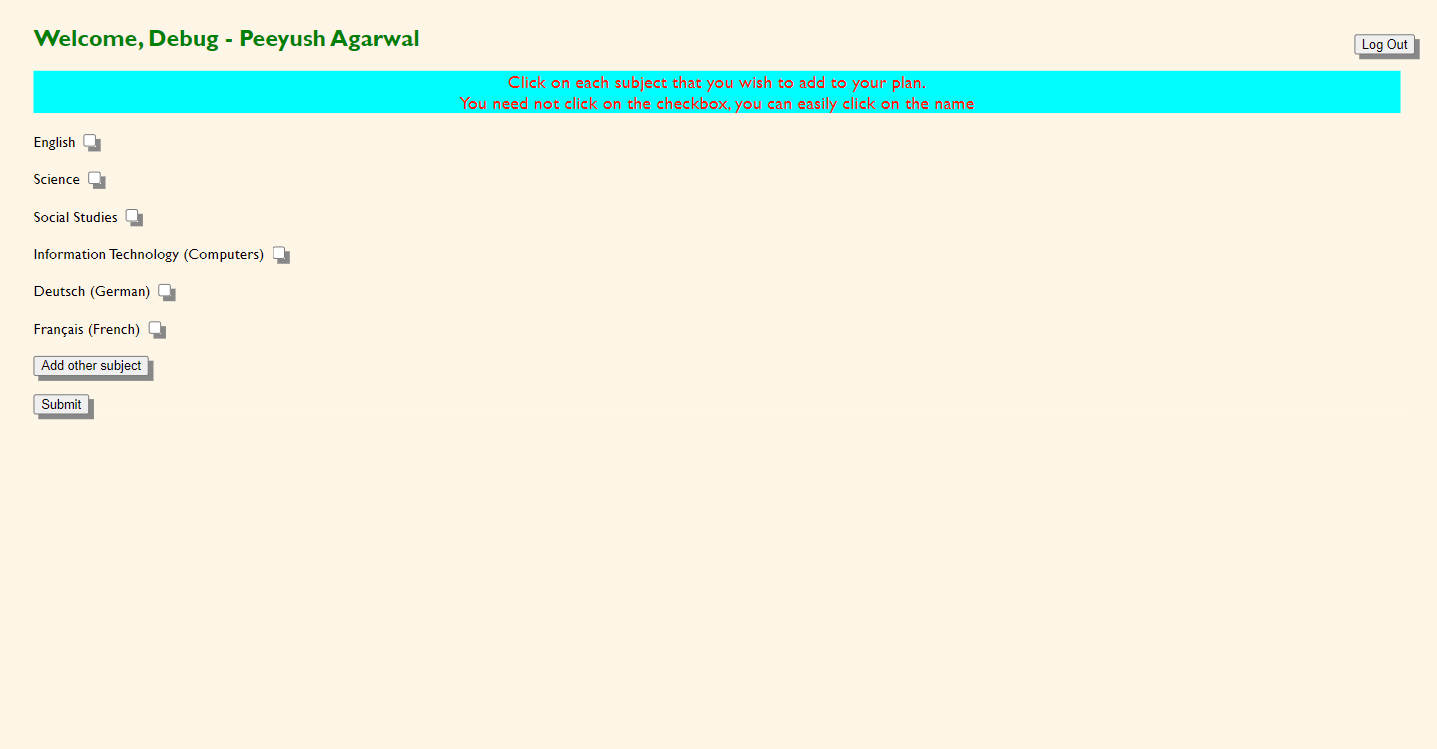 Welcome, Debug - Peeyush Agarwal
Log Out
Click on each subject that you wish to add to your plan.
You need not click on the checkbox, you can easily click on the name
English
Science
Social Studies
Information Technology (Computers)
Deutsch (German)
Français (French)
Add other subject
Submit